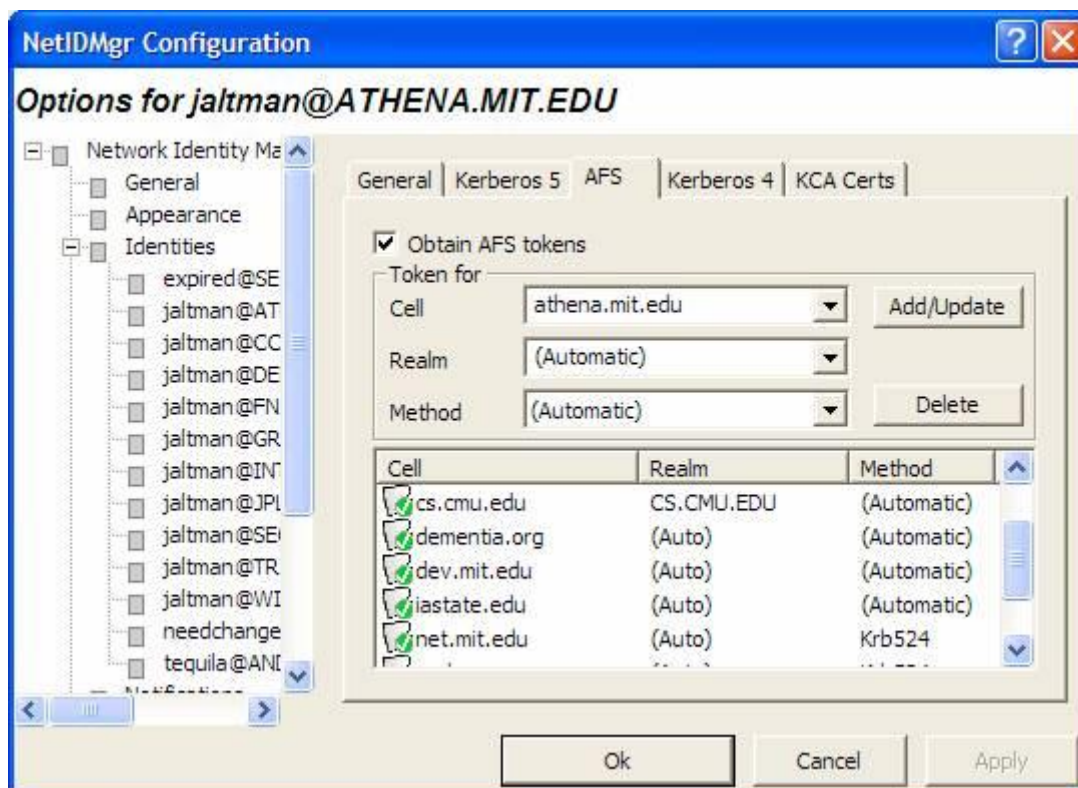 NetIDMgr Configuration
Options for jaltman@ATHENA.MIT.EDU
Network Identity Ma
General
Appearance
Identities
expired@SE
jaltman@AT
jaltman@CC
jaltman@DE
jaltman@FN
jaltman@GR
jaltman@IN
jaltman@JPL
jaltman@SE
jaltman@TR
jaltman@WI
needchange
tequila@AND
Notifications
General Kerberos 5 AFS Kerberos 4 KCA Certs
Obtain AFS tokens
Token for
Cell athena.mit.edu Add/Update
Realm (Automatic)
Method (Automatic) Delete
Cell Realm Method
cs.cmu.edu CS.CMU.EDU (Automatic)
dementia.org (Auto) (Automatic)
dev.mit.edu (Auto) (Automatic)
iastate.edu (Auto) (Automatic)
net.mit.edu (Auto) Krb524
Ok Cancel Apply